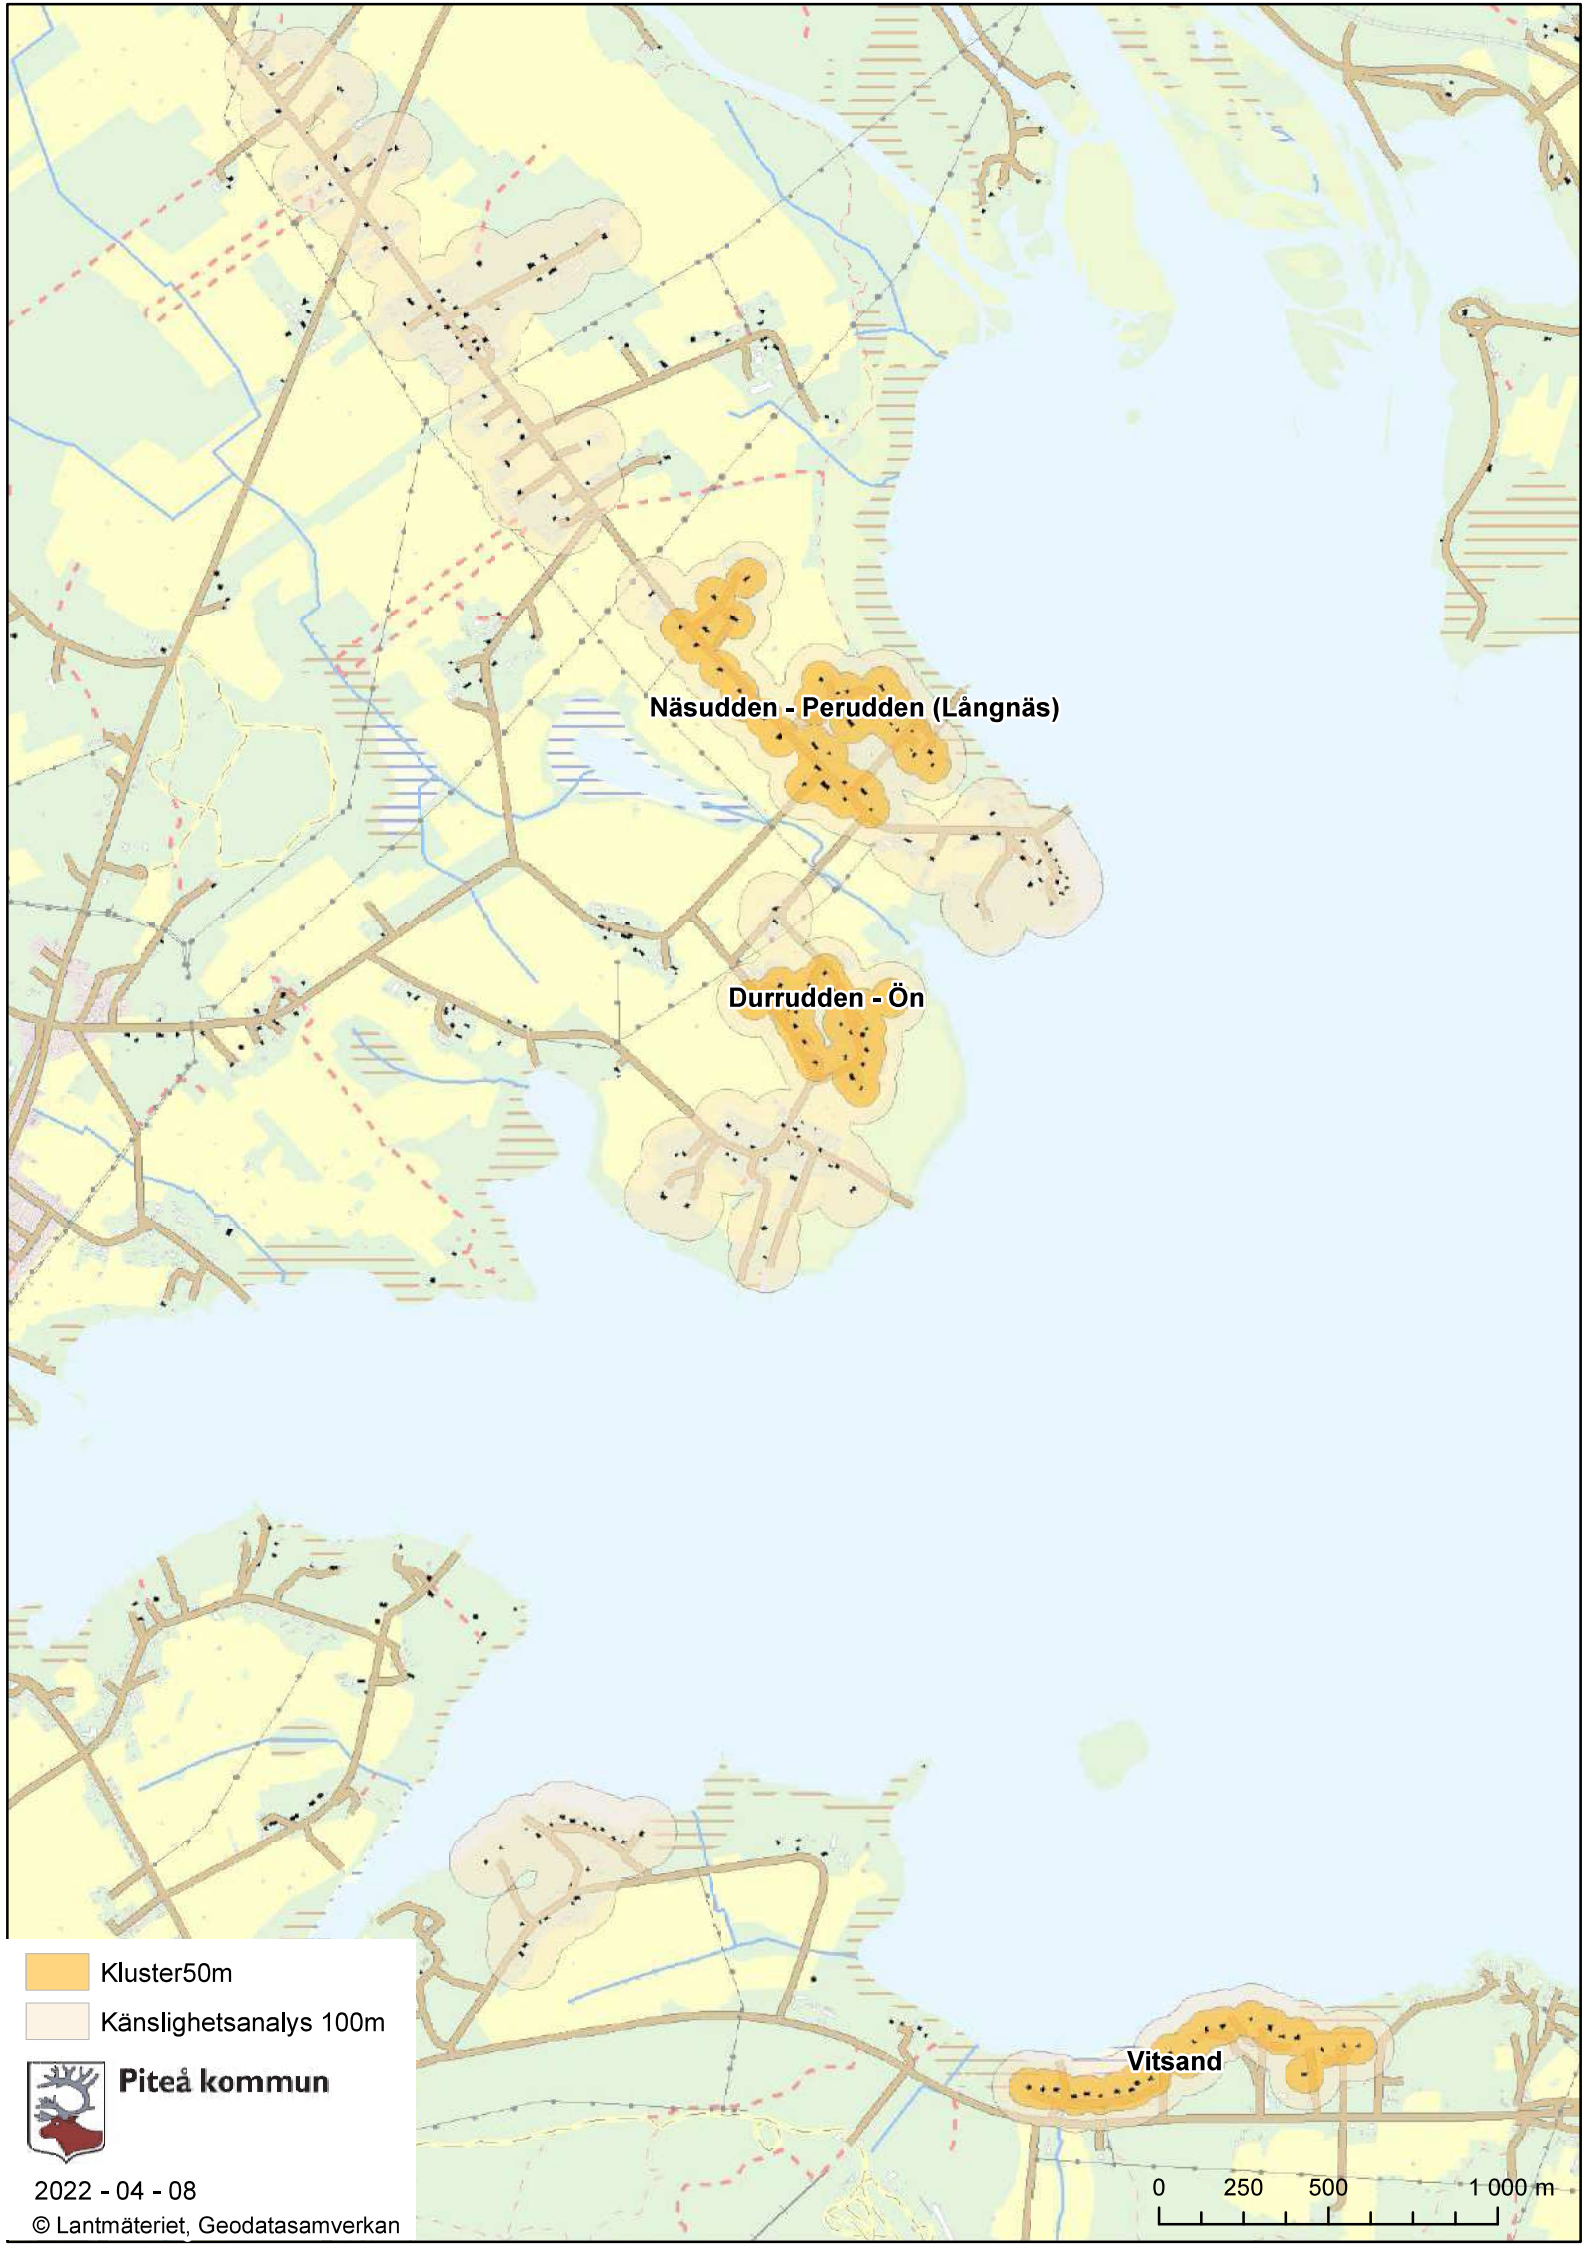 Näsudden - Perudden (Långnäs)
Durrudden - Ön
Vitsand
Kluster50m
Känslighetsanalys 100m
Piteå kommun
2022 - 04 - 08
© Lantmäteriet, Geodatasamverkan
0 250 500 1 000 m